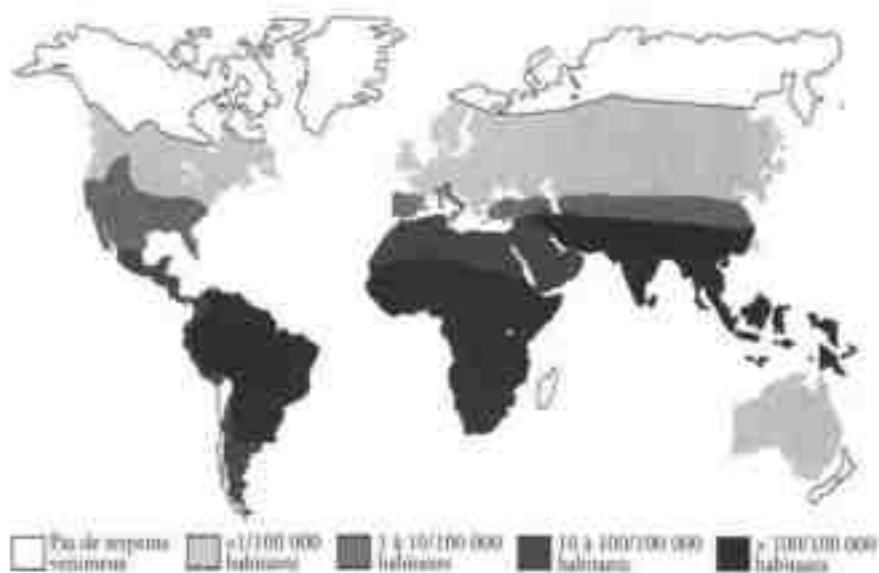 Pas de serpents venimeux
<1/100 000 habitants
1 à 10/100 000 habitants
10 à 100/100 000 habitants
> 100/100 000 habitants